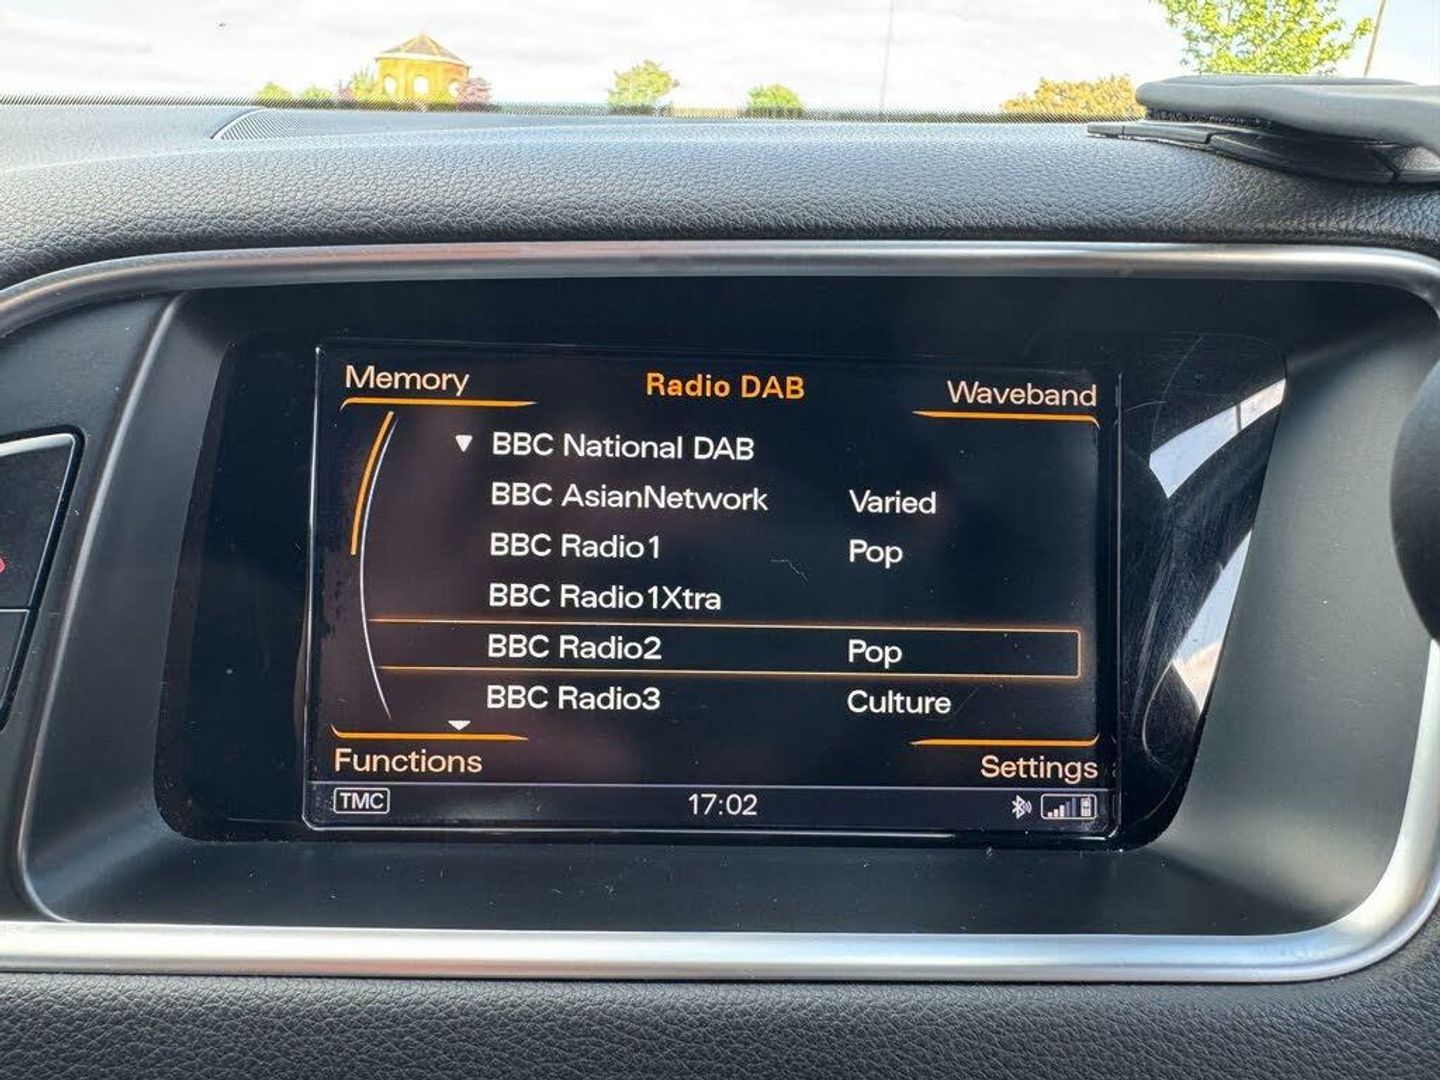 Memory Radio DAB Waveband
BBC National DAB
BBC AsianNetwork Varied
BBC Radio1 Pop
BBC Radio1Xtra
BBC Radio2 Pop
BBC Radio3 Culture
Functions Settings
TMC 17:02